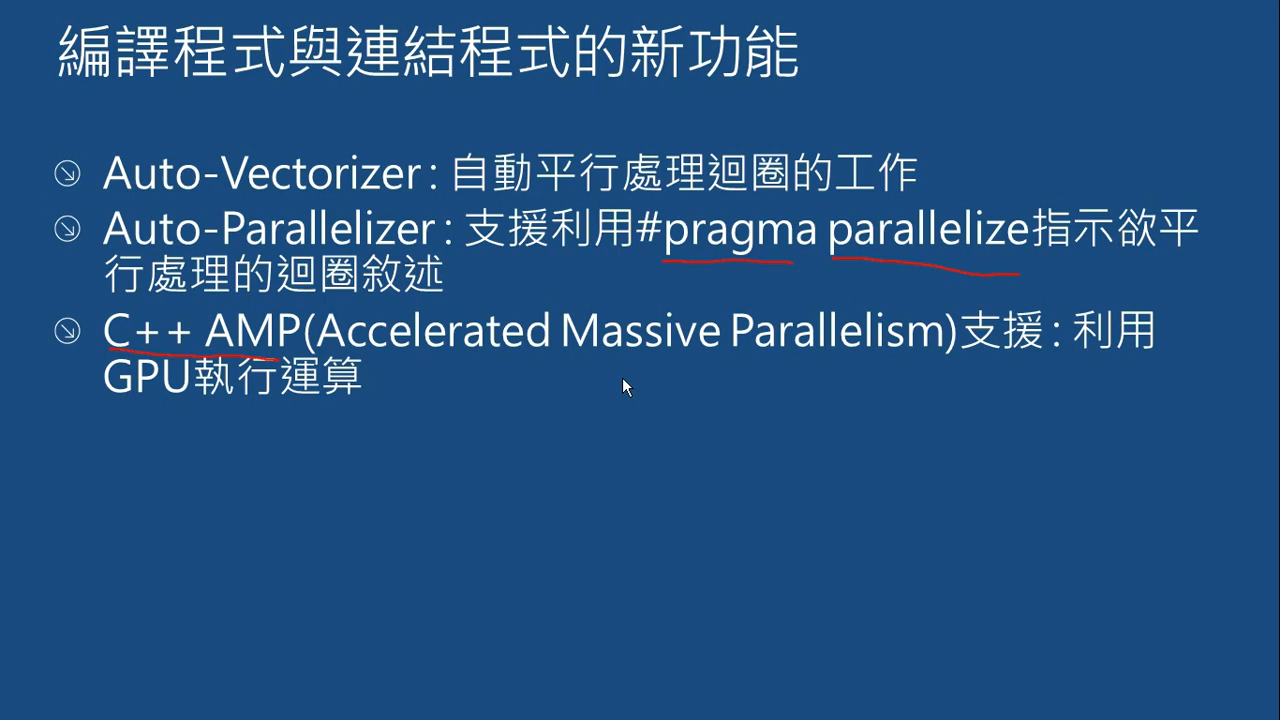 編譯程式與連結程式的新功能
Auto-Vectorizer : 自動平行處理迴圈的工作
Auto-Parallelizer : 支援利用#pragma parallelize指示欲平
行處理的迴圈敘述
C++ AMP(Accelerated Massive Parallelism)支援 : 利用
GPU執行運算